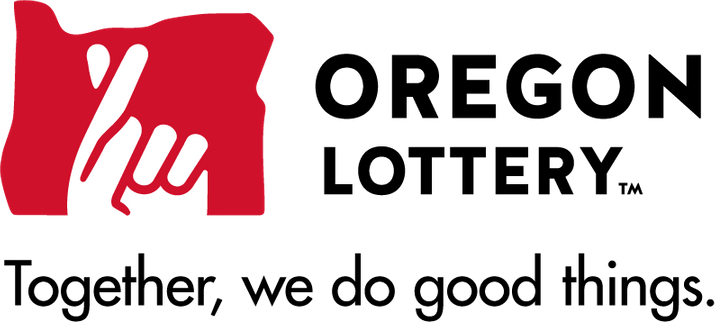 OREGON
LOTTERY™
Together, we do good things.